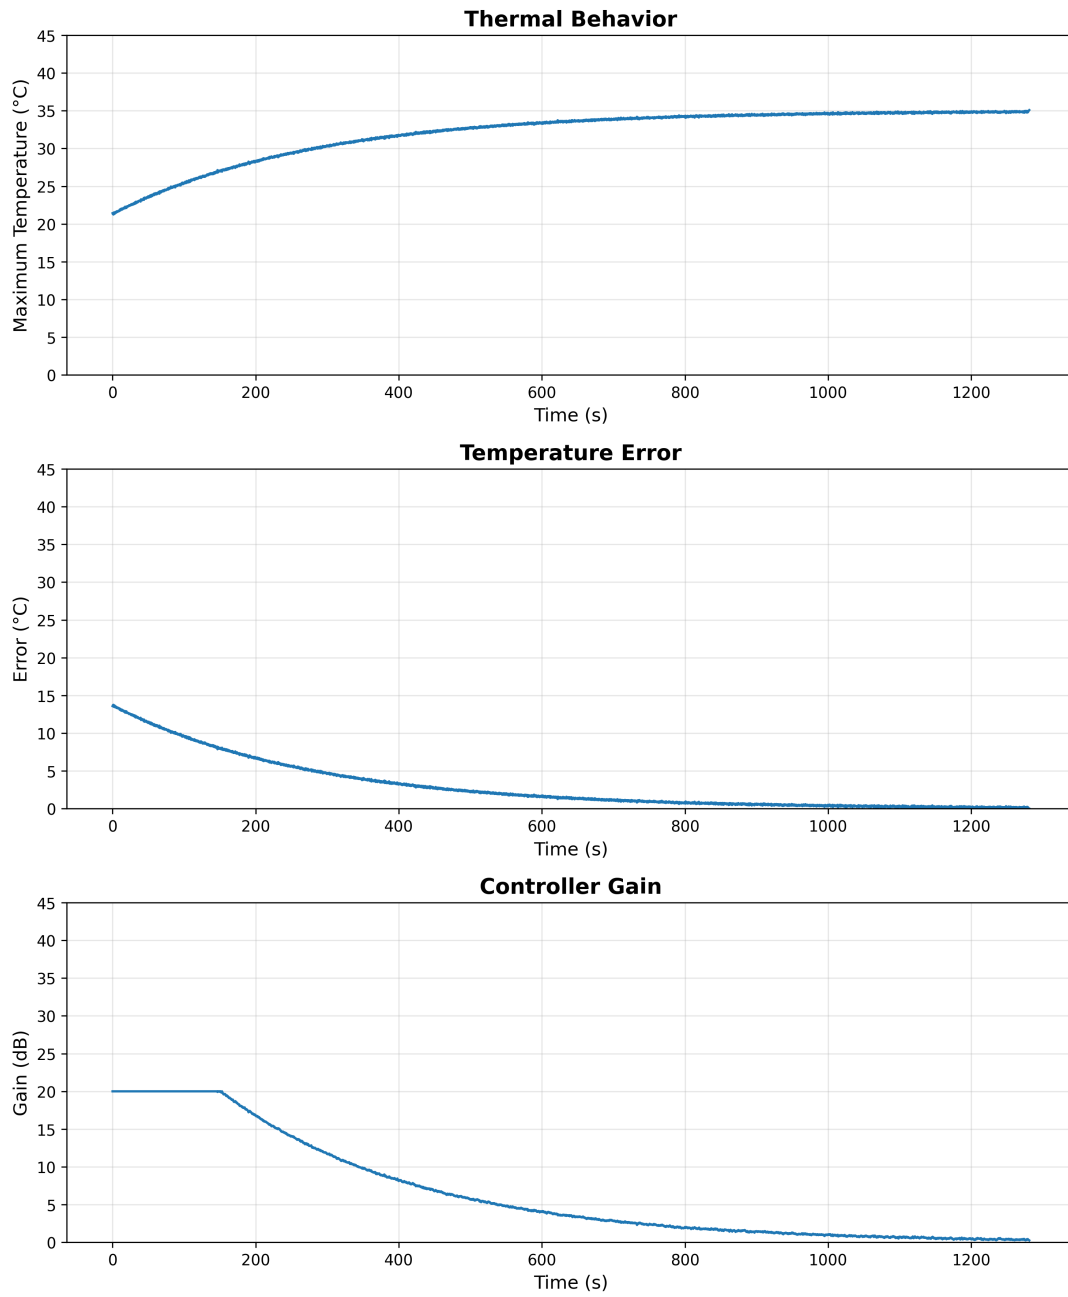 Thermal Behavior
Maximum Temperature (°C)
45
40
35
30
25
20
15
10
5
0
0 200 400 600 800 1000 1200
Time (s)
Temperature Error
Error (°C)
45
40
35
30
25
20
15
10
5
0
0 200 400 600 800 1000 1200
Time (s)
Controller Gain
Gain (dB)
45
40
35
30
25
20
15
10
5
0
0 200 400 600 800 1000 1200
Time (s)